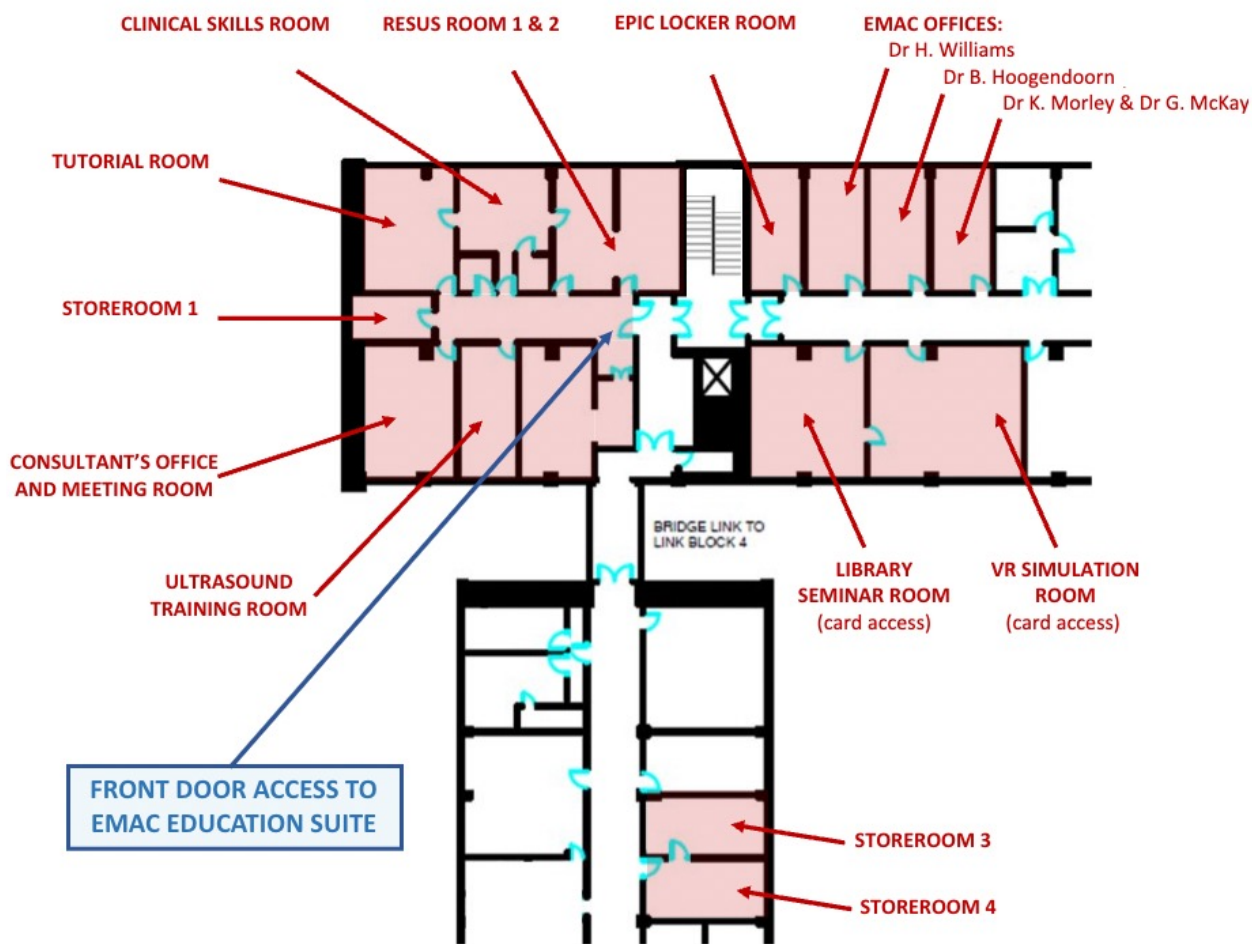 CLINICAL SKILLS ROOM
RESUS ROOM 1 & 2
EPIC LOCKER ROOM
EMAC OFFICES:
Dr H. Williams
Dr B. Hoogendoorn
Dr K. Morley & Dr G. McKay
TUTORIAL ROOM
STOREROOM 1
CONSULTANT'S OFFICE
AND MEETING ROOM
ULTRASOUND
TRAINING ROOM
BRIDGE LINK TO
LINK BLOCK 4
LIBRARY
SEMINAR ROOM
(card access)
VR SIMULATION
ROOM
(card access)
FRONT DOOR ACCESS TO
EMAC EDUCATION SUITE
STOREROOM 3
STOREROOM 4